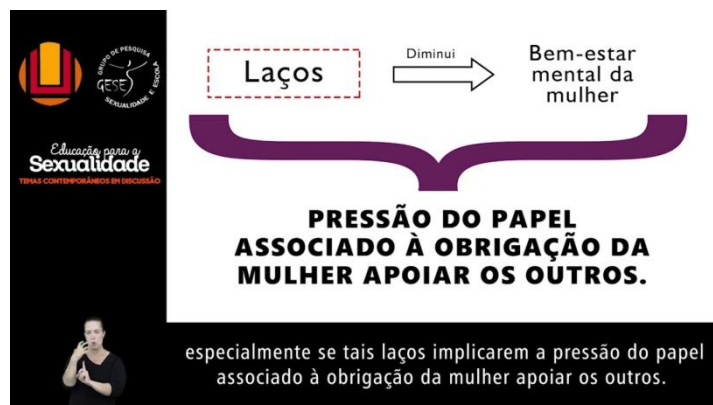 GRUPO DE PESQUISA
SEXUALIDADE E ESCOLA
GESE
Educação para a
Sexualidade
TEMAS CONTEMPORÂNEOS EM DISCUSSÃO
Laços
Diminui
Bem-estar
mental da
mulher
PRESSÃO DO PAPEL
ASSOCIADO À OBRIGAÇÃO DA
MULHER APOIAR OS OUTROS.
especialmente se tais laços implicarem a pressão do papel
associado à obrigação da mulher apoiar os outros.